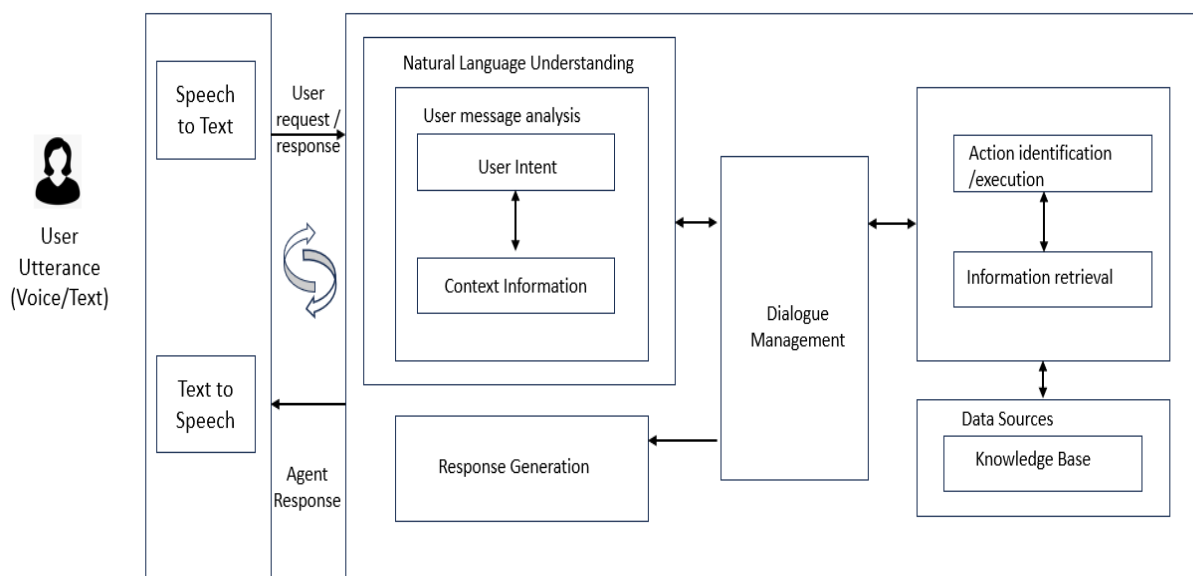 User
Utterance
(Voice/Text)
Speech
to Text
Text to
Speech
User
request /
response
Agent
Response
Natural Language Understanding
User message analysis
User Intent
Context Information
Response Generation
Dialogue
Management
Action identification
/execution
Information retrieval
Data Sources
Knowledge Base